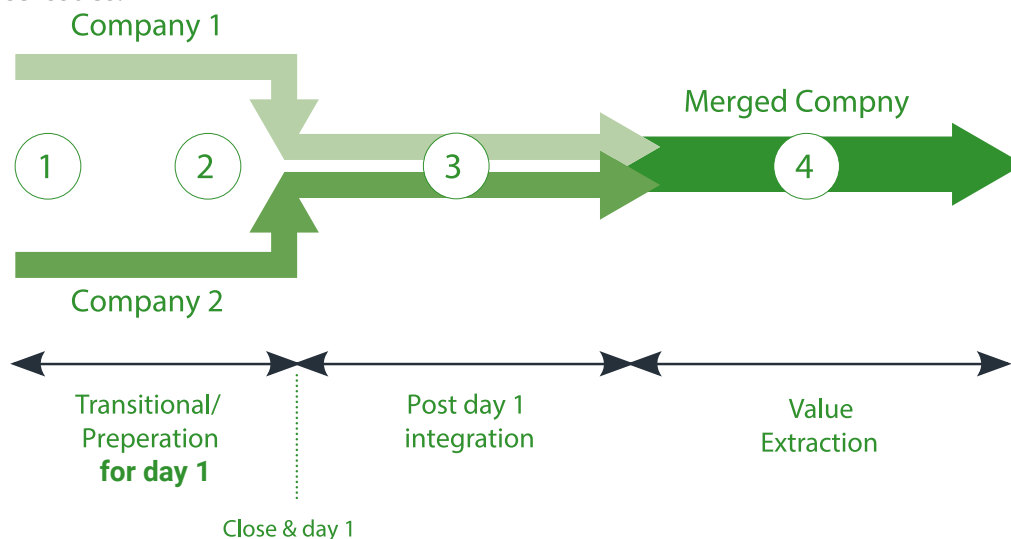 Company 1
Merged Compny
1
2
3
4
Company 2
Transitional/
Preperation
for day 1
Post day 1
integration
Value
Extraction
Close & day 1